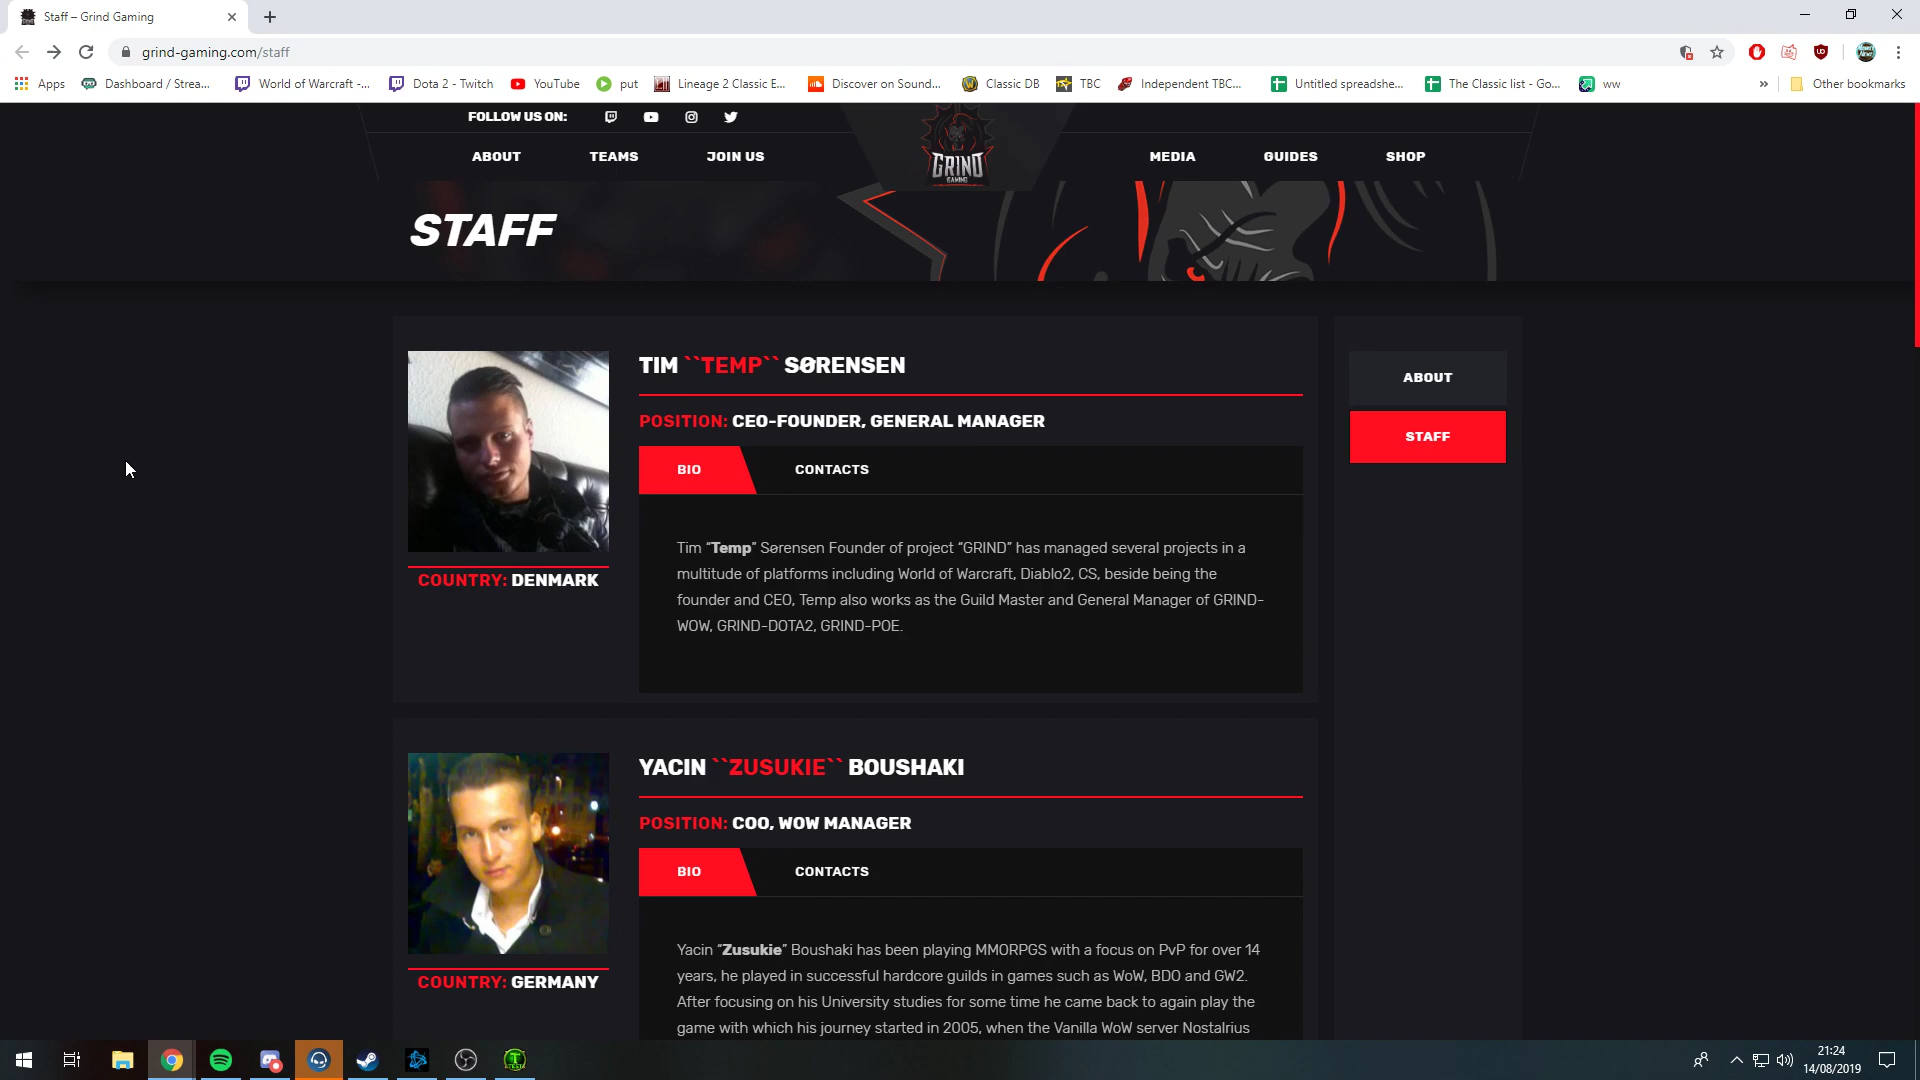 Staff – Grind Gaming
grind-gaming.com/staff
Apps
Dashboard / Strea...
World of Warcraft -...
Dota 2 - Twitch
YouTube
put
Lineage 2 Classic E...
Discover on Sound...
Classic DB
TBC
Independent TBC...
Untitled spreadshe...
The Classic list - Go...
ww
»
Other bookmarks
FOLLOW US ON:
ABOUT
TEAMS
JOIN US
GRIND
GAMING
MEDIA
GUIDES
SHOP
STAFF
TIM ``TEMP`` SØRENSEN
POSITION: CEO-FOUNDER, GENERAL MANAGER
BIO
CONTACTS
Tim “Temp” Sørensen Founder of project “GRIND” has managed several projects in a
multitude of platforms including World of Warcraft, Diablo2, CS, beside being the
founder and CEO, Temp also works as the Guild Master and General Manager of GRIND-
WOW, GRIND-DOTA2, GRIND-POE.
COUNTRY: DENMARK
ABOUT
STAFF
YACIN ``ZUSUKIE`` BOUSHAKI
POSITION: COO, WOW MANAGER
BIO
CONTACTS
Yacin “Zusukie” Boushaki has been playing MMORPGS with a focus on PvP for over 14
years, he played in successful hardcore guilds in games such as WoW, BDO and GW2.
After focusing on his University studies for some time he came back to again play the
game with which his journey started in 2005, when the Vanilla WoW server Nostalrius
COUNTRY: GERMANY
21:24
14/08/2019